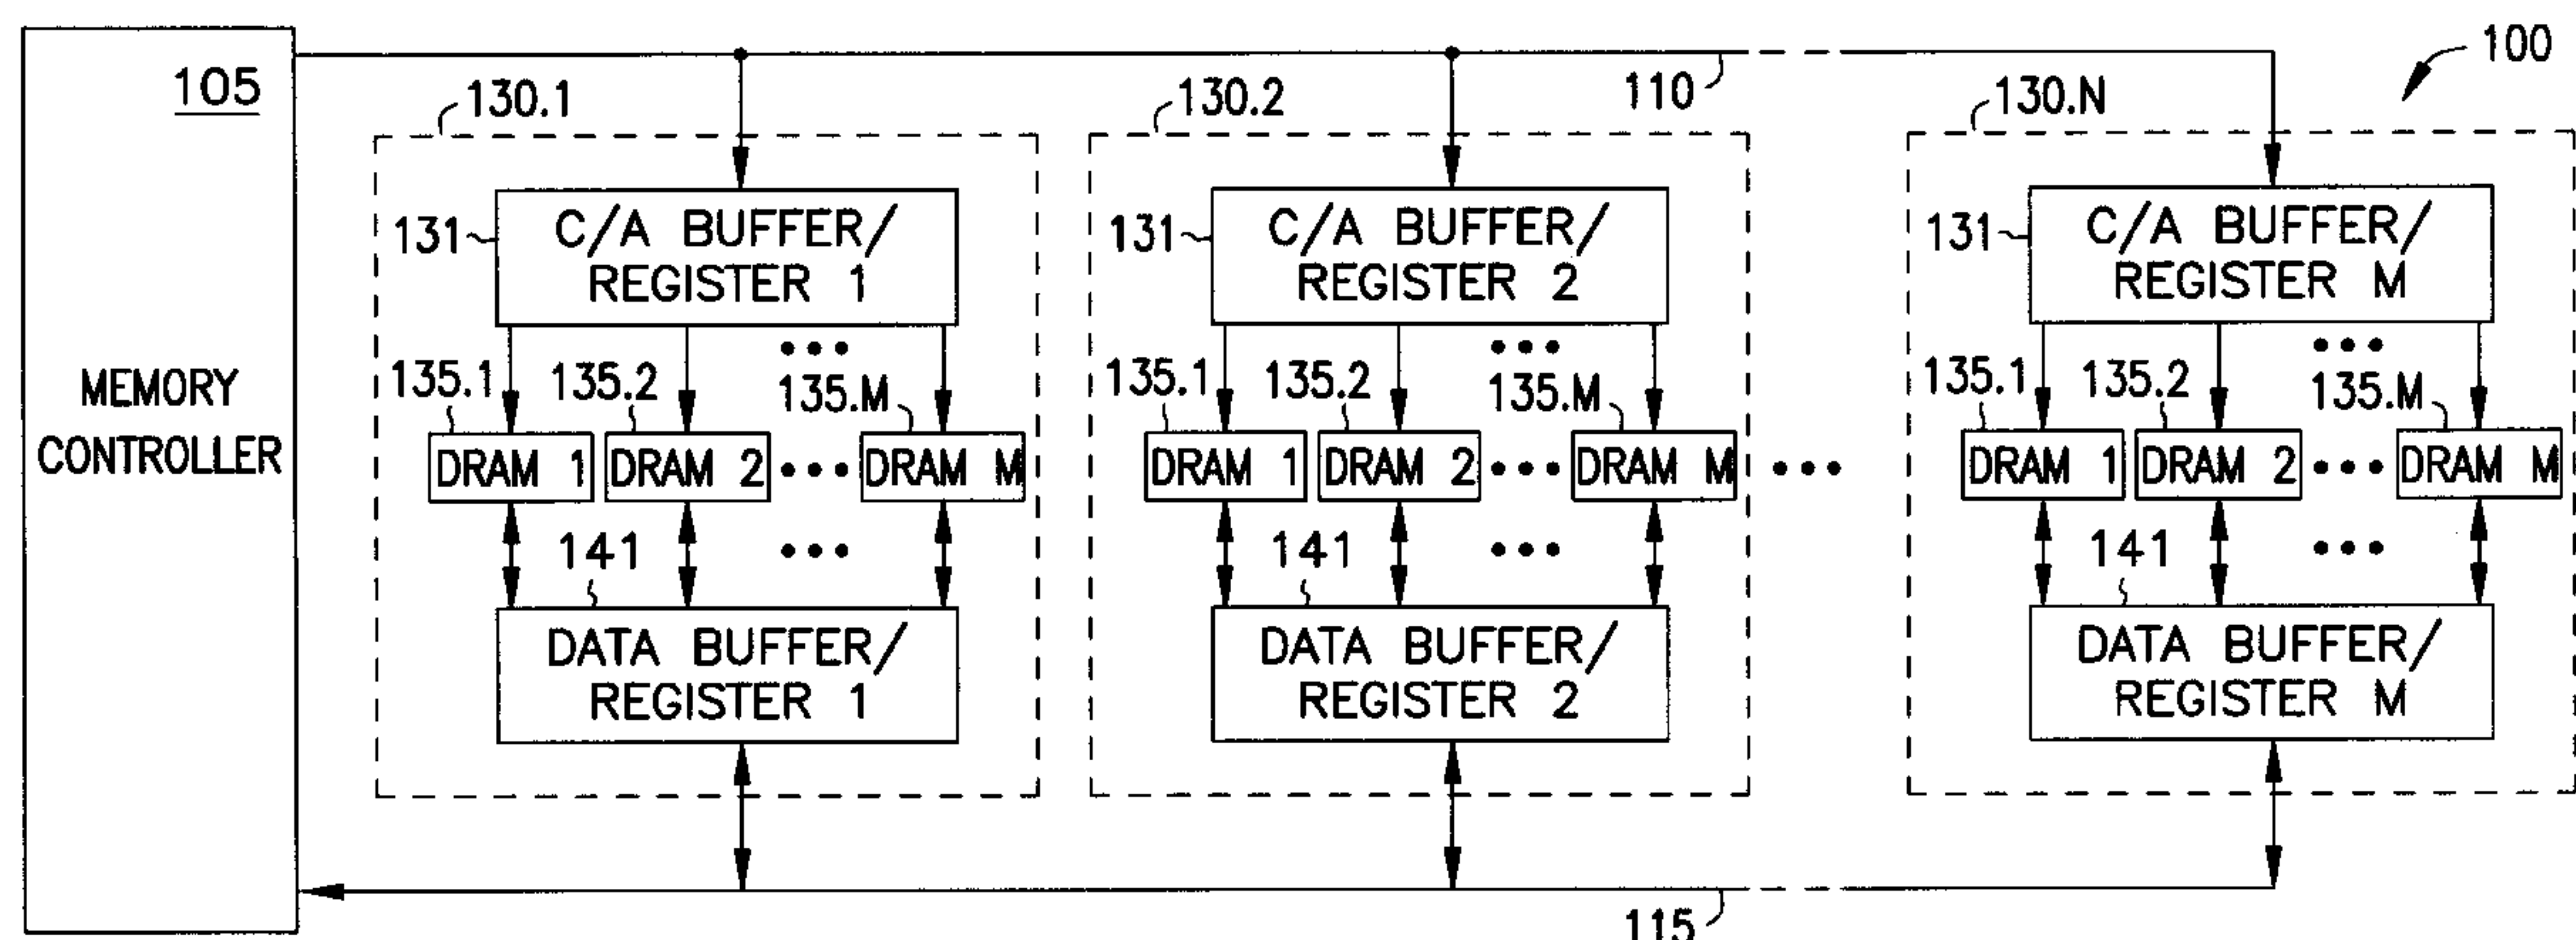 100
105
110
130.1
130.2
130.N
MEMORY
CONTROLLER
131
C/A BUFFER/
REGISTER 1
131
C/A BUFFER/
REGISTER 2
131
C/A BUFFER/
REGISTER M
135.1
135.2
135.M
135.1
135.2
135.M
135.1
135.2
135.M
DRAM 1
DRAM 2
DRAM M
DRAM 1
DRAM 2
DRAM M
DRAM 1
DRAM 2
DRAM M
141
141
141
DATA BUFFER/
REGISTER 1
DATA BUFFER/
REGISTER 2
DATA BUFFER/
REGISTER M
115